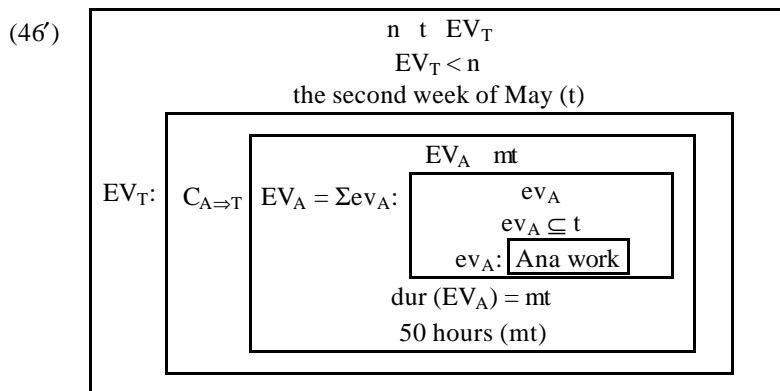 (46′)
n t EV_T
EV_T < n
the second week of May (t)
EV_A mt
EV_T: C_A⇒T EV_A = Σev_A: ev_A
ev_A ⊆ t
ev_A: Ana work
dur (EV_A) = mt
50 hours (mt)